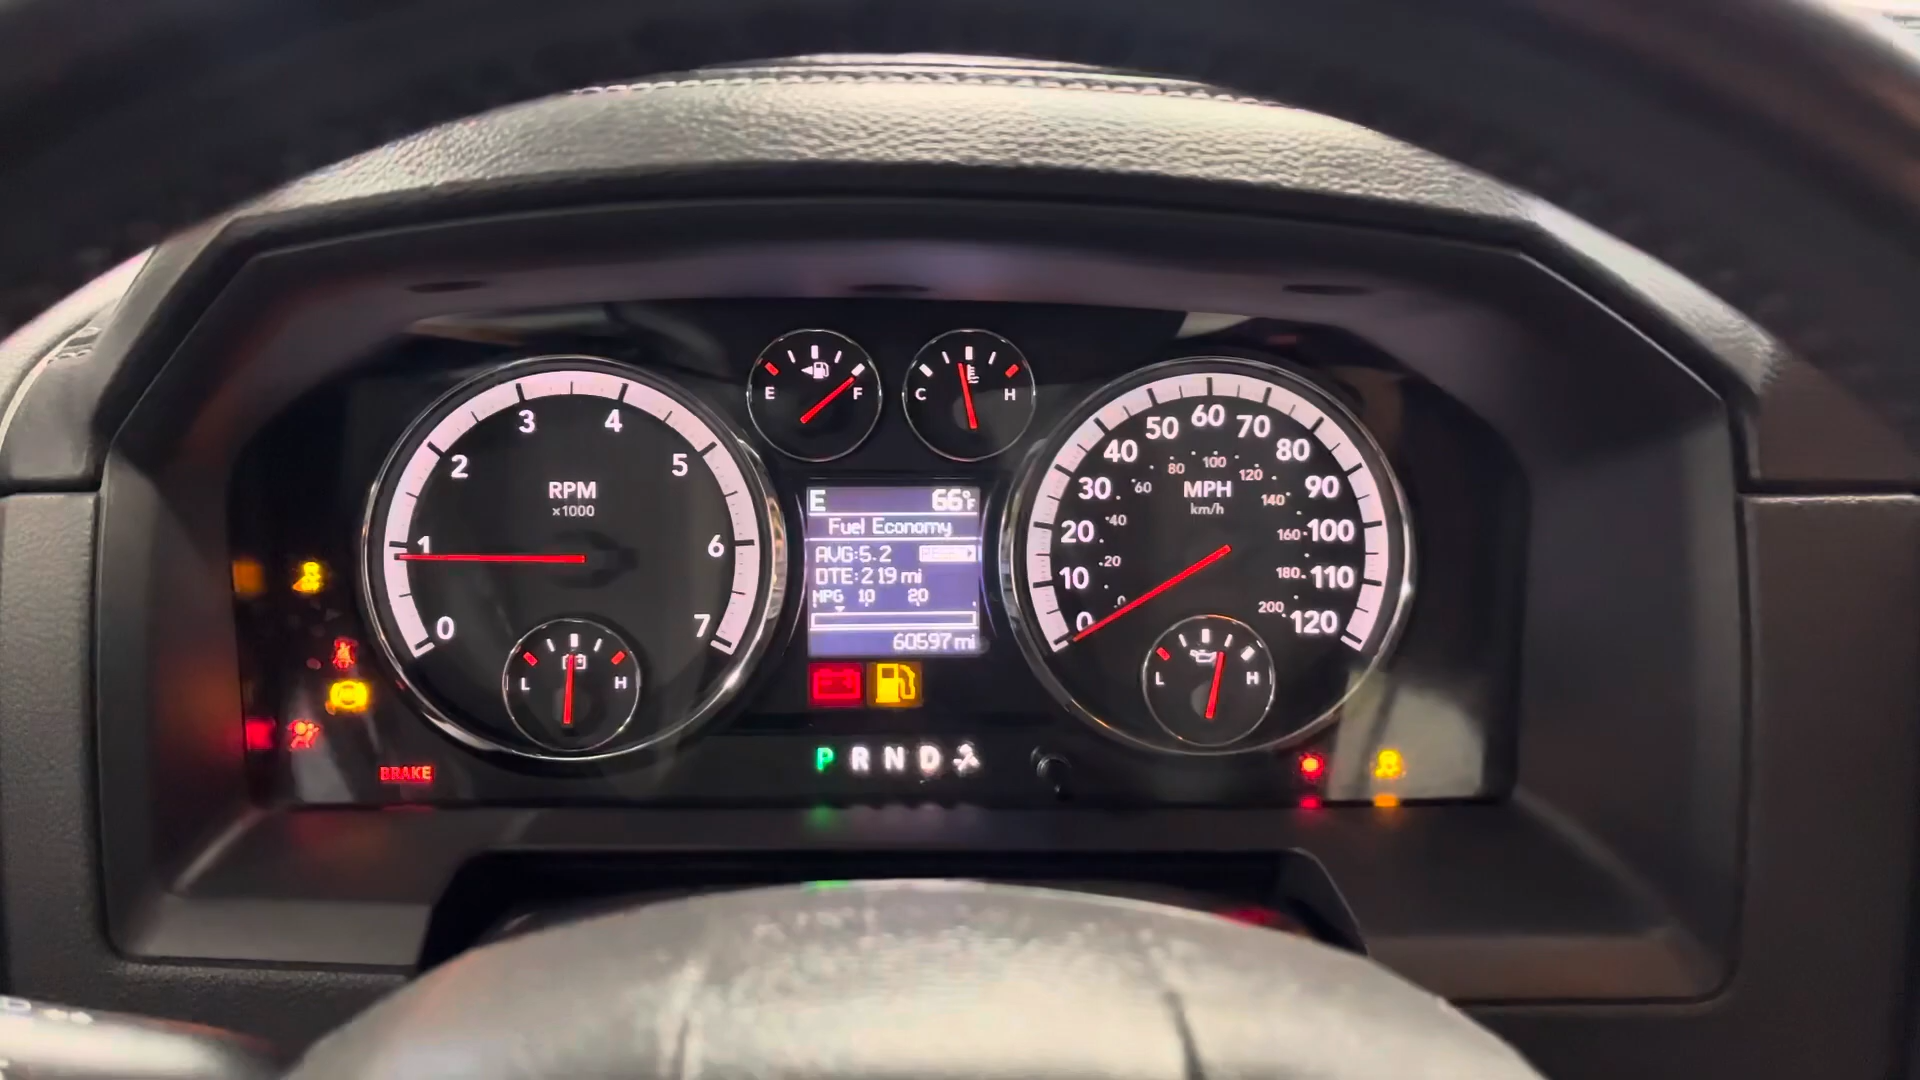 E F
C H
0 1 2 3 4 5 6 7
RPM
x1000
L H
E 66°F
Fuel Economy
AVG:5.2
DTE:219 mi
MPG 10 20
60597 mi
P R N D
0 10 20 30 40 50 60 70 80 90 100 110 120
0 20 40 60 80 100 120 140 160 180 200
MPH
km/h
L H
BRAKE